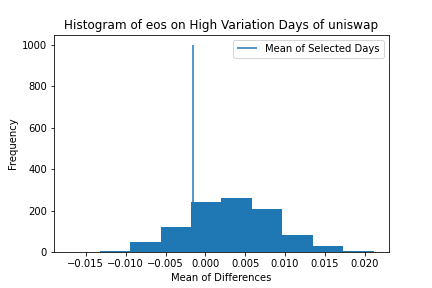 Histogram of eos on High Variation Days of uniswap
Mean of Selected Days
Frequency
1000
800
600
400
200
0
−0.015 −0.010 −0.005 0.000 0.005 0.010 0.015 0.020
Mean of Differences